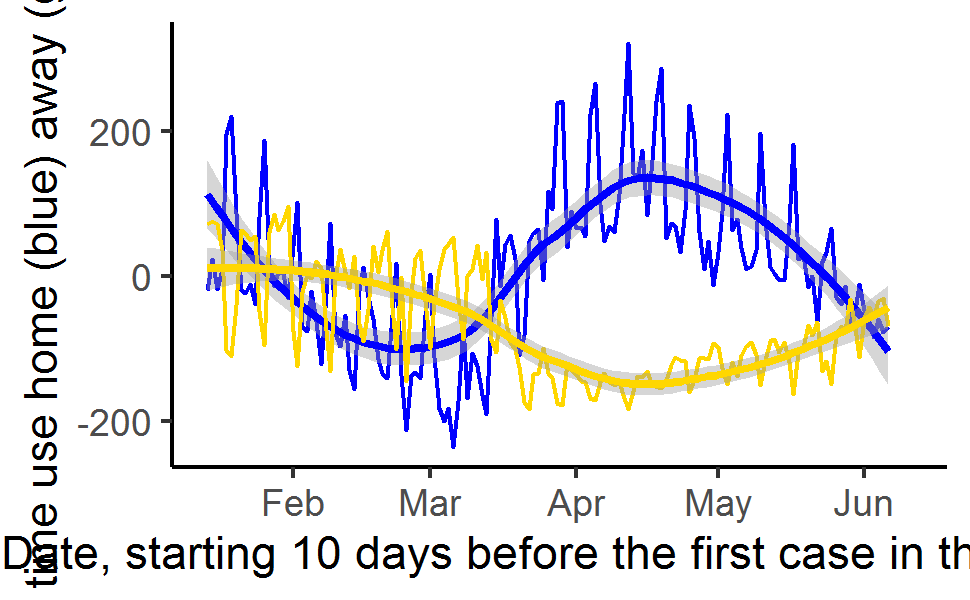 time use home (blue) away (g
200
0
-200
Feb Mar Apr May Jun
Date, starting 10 days before the first case in th